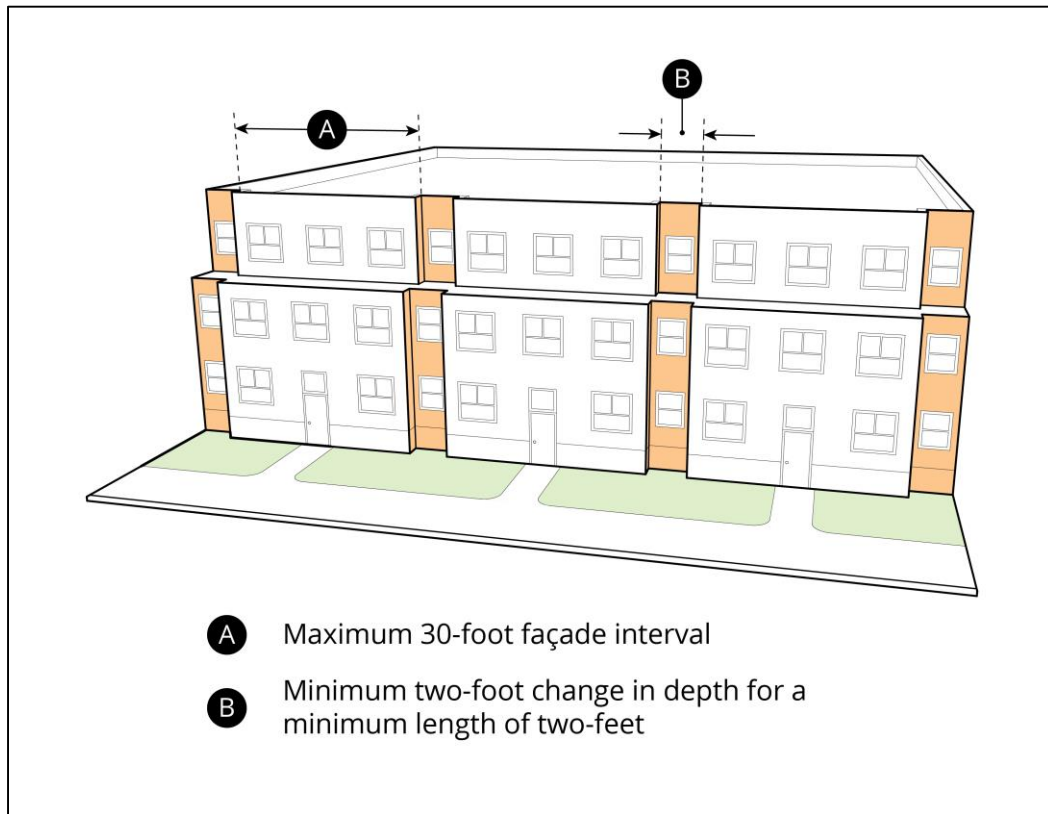 B
A
A Maximum 30-foot façade interval
B Minimum two-foot change in depth for a
minimum length of two-feet